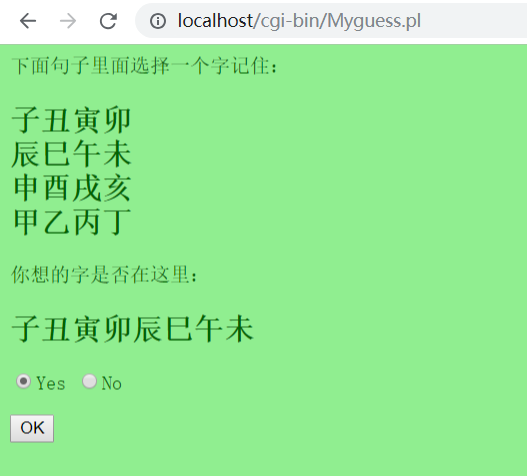 localhost/cgi-bin/Myguess.pl
下面句子里面选择一个字记住:
子丑寅卯
辰巳午未
申酉戌亥
甲乙丙丁
你想的字是否在这里:
子丑寅卯辰巳午未
Yes No
OK